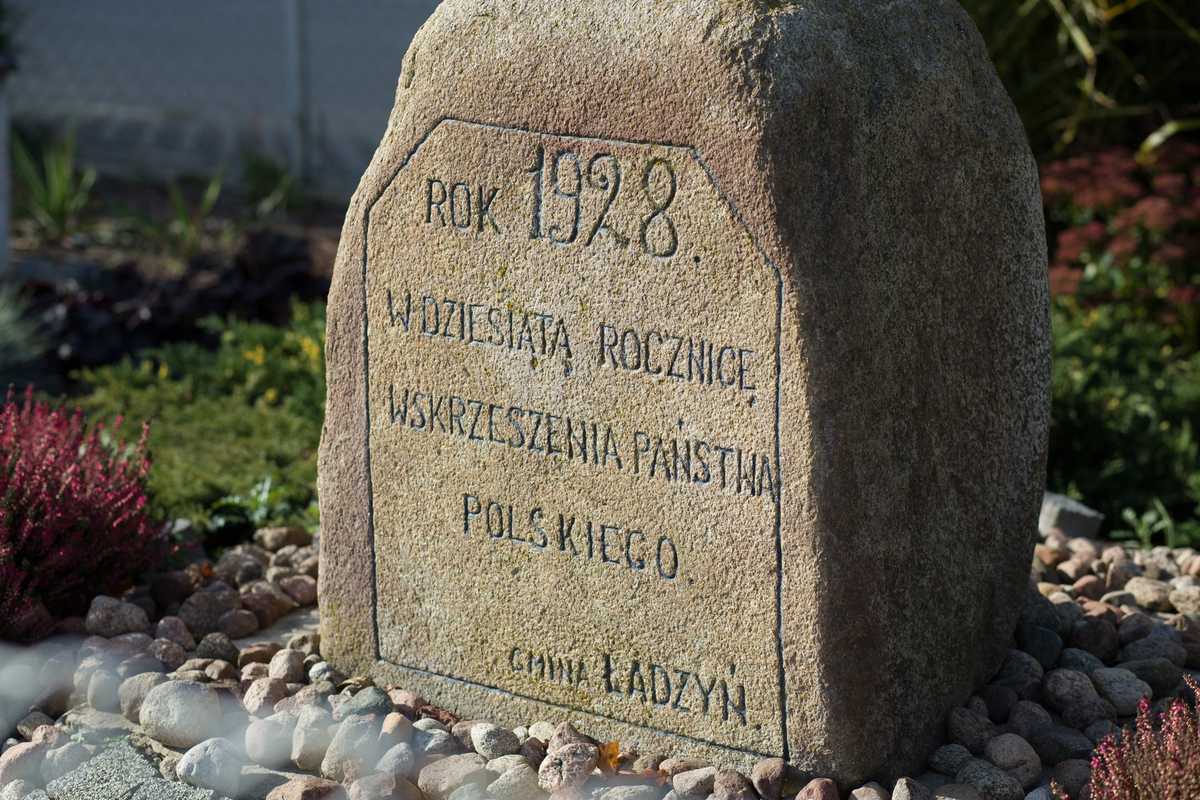 ROK 1928.
W DZIESIĄTĄ ROCZNICĘ
WSKRZESZENIA PAŃSTWA
POLSKIEGO.
GMINA ŁADZYŃ.